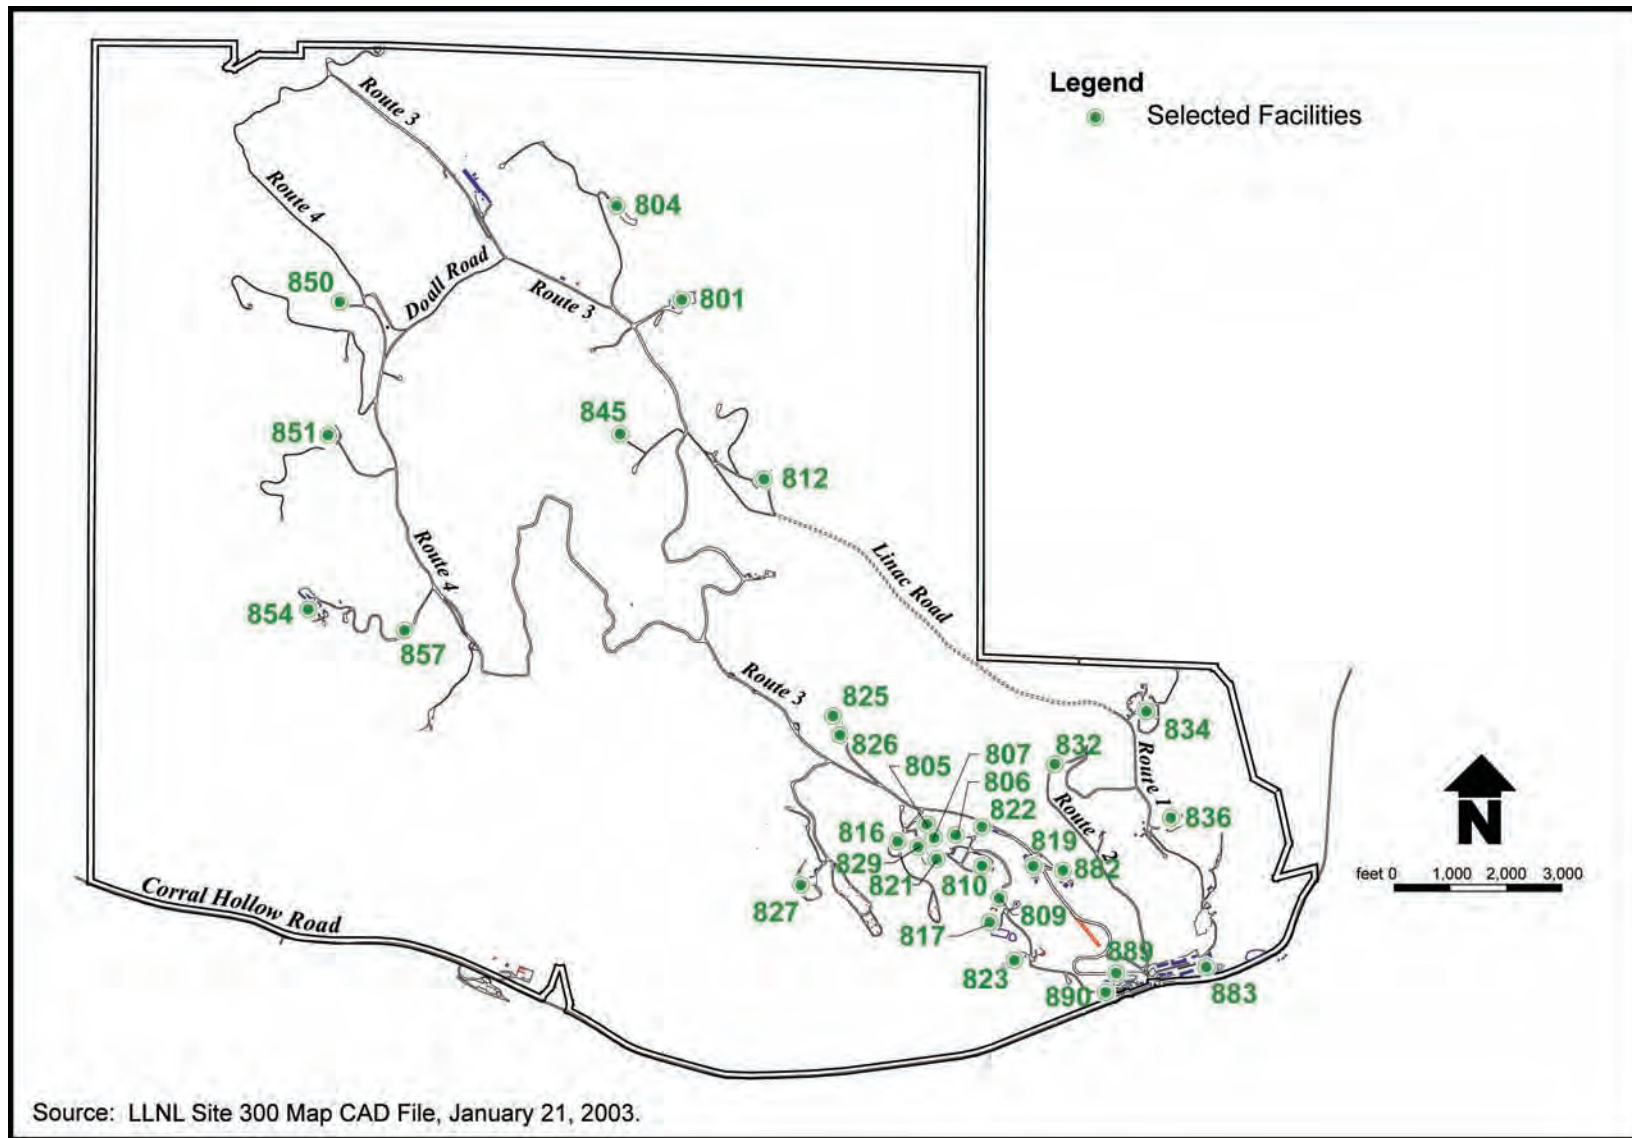 Legend
Selected Facilities
Route 3
804
Route 4
850
Doall Road
Route 3
801
845
851
812
Route 4
Linac Road
854
857
Route 3
825
826
807
832
834
805
806
Route 1
822
Route 2
836
816
819
829
882
821
810
827
809
817
889
823
890
883
Corral Hollow Road
N
feet 0 1,000 2,000 3,000
Source: LLNL Site 300 Map CAD File, January 21, 2003.